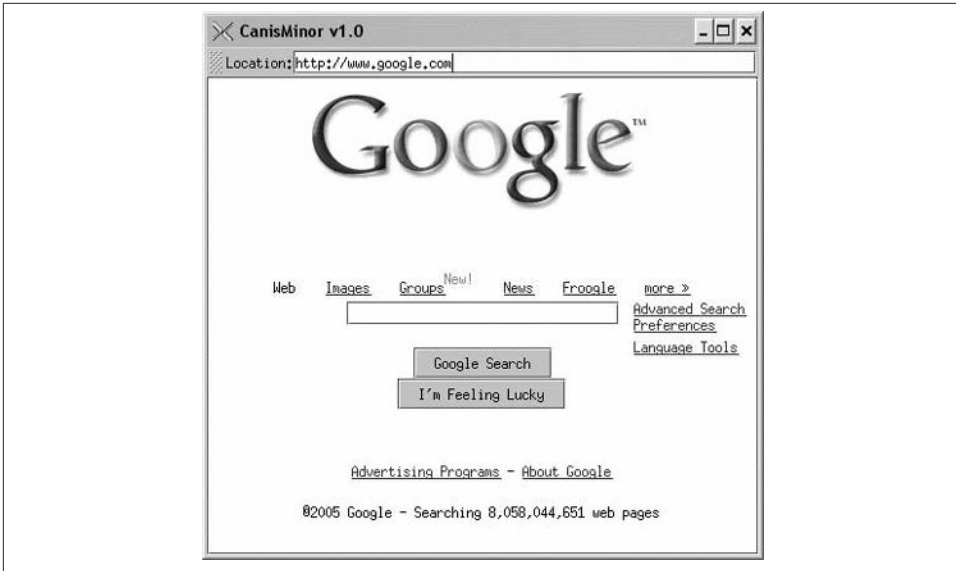 CanisMinor v1.0
Location: http://www.google.com
Google™
New!
Web Images Groups News Froogle more »
Advanced Search
Preferences
Language Tools
Google Search
I'm Feeling Lucky
Advertising Programs - About Google
©2005 Google - Searching 8,058,044,651 web pages